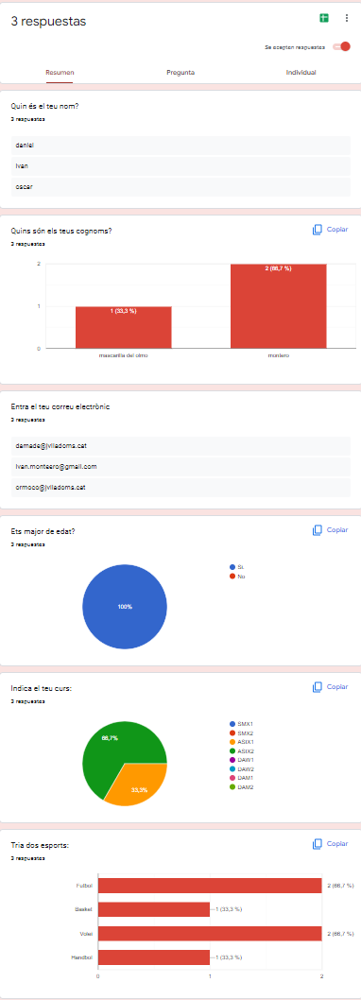 3 respuestas
Se aceptan respuestas
Resumen
Pregunta
Individual
Quin és el teu nom?
3 respuestas
daniel
ivan
oscar
Quins són els teus cognoms?
Copiar
3 respuestas
2
1
0
1 (33,3 %)
2 (66,7 %)
mascarilla del olmo
montero
Entra el teu correu electrònic
3 respuestas
damade@jviladoms.cat
ivan.monteero@gmail.com
ormoco@jviladoms.cat
Ets major de edat?
Copiar
3 respuestas
100%
Si
No
Indica el teu curs:
Copiar
3 respuestas
66,7%
33,3%
SMX1
SMX2
ASIX1
ASIX2
DAW1
DAW2
DAM1
DAM2
Tria dos esports:
Copiar
3 respuestas
Futbol
2 (66,7 %)
Basket
1 (33,3 %)
Volei
2 (66,7 %)
Handbol
1 (33,3 %)
0
1
2